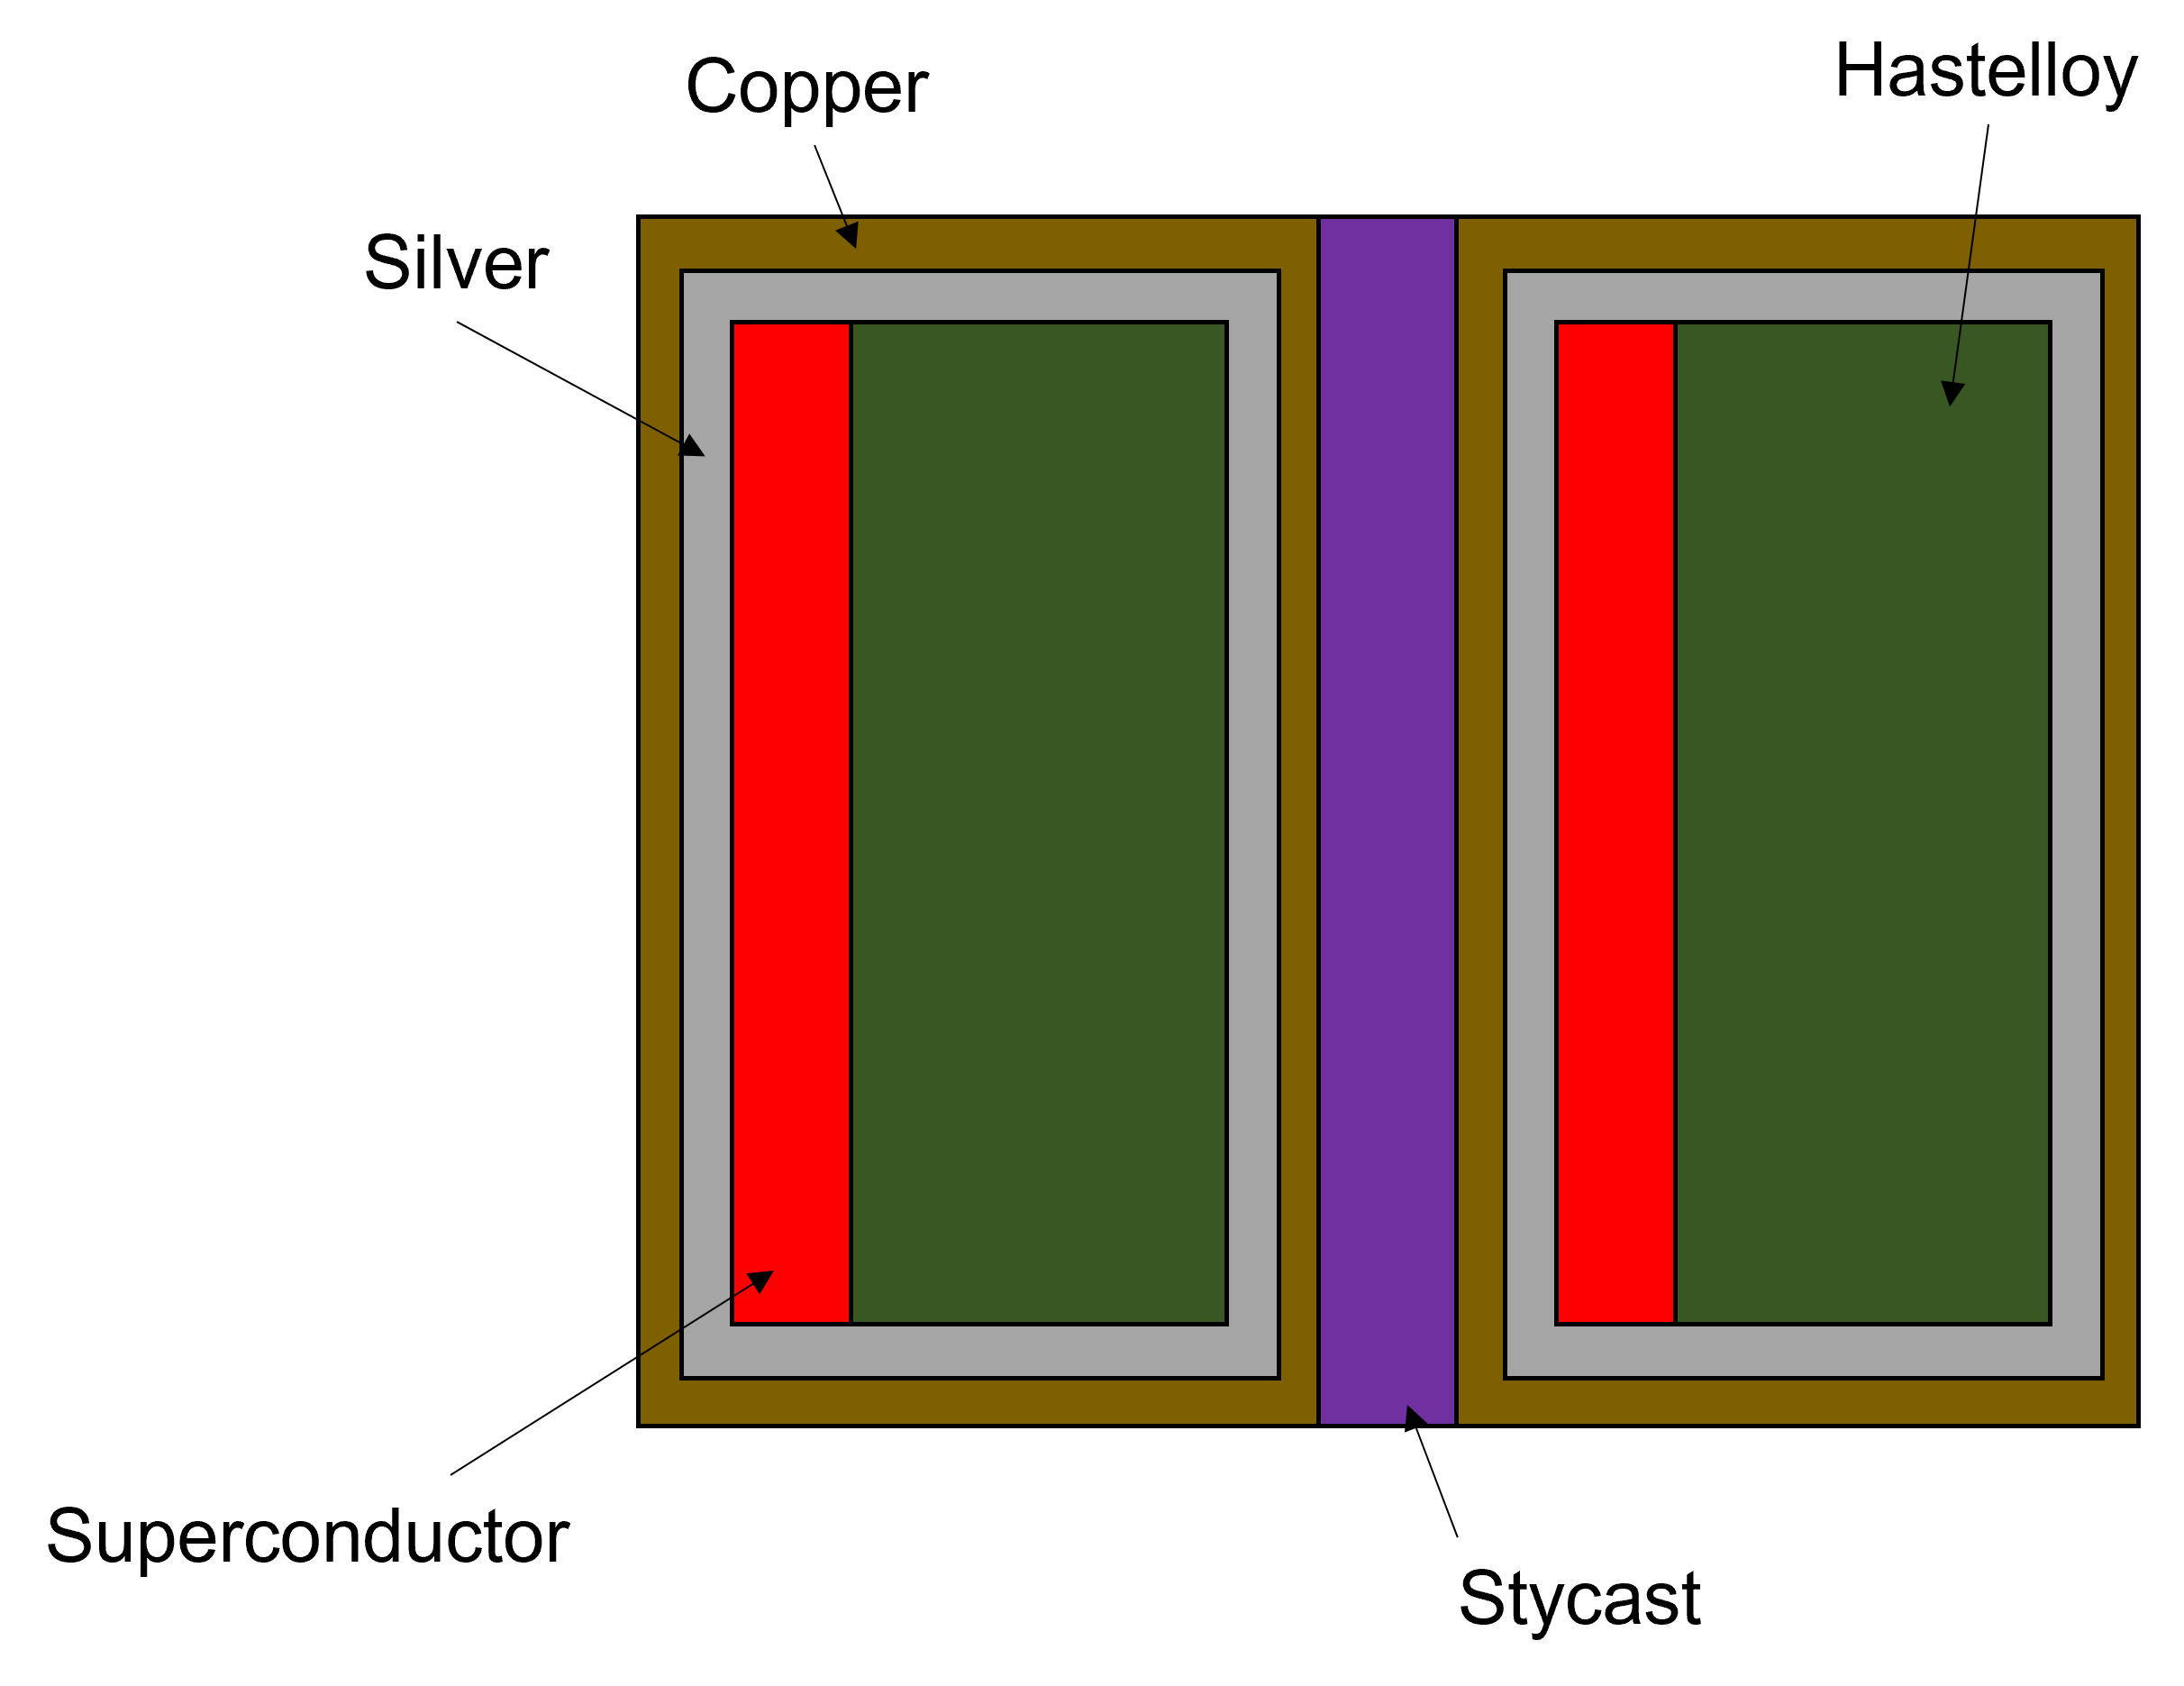 Copper
Hastelloy
Silver
Superconductor
Stycast